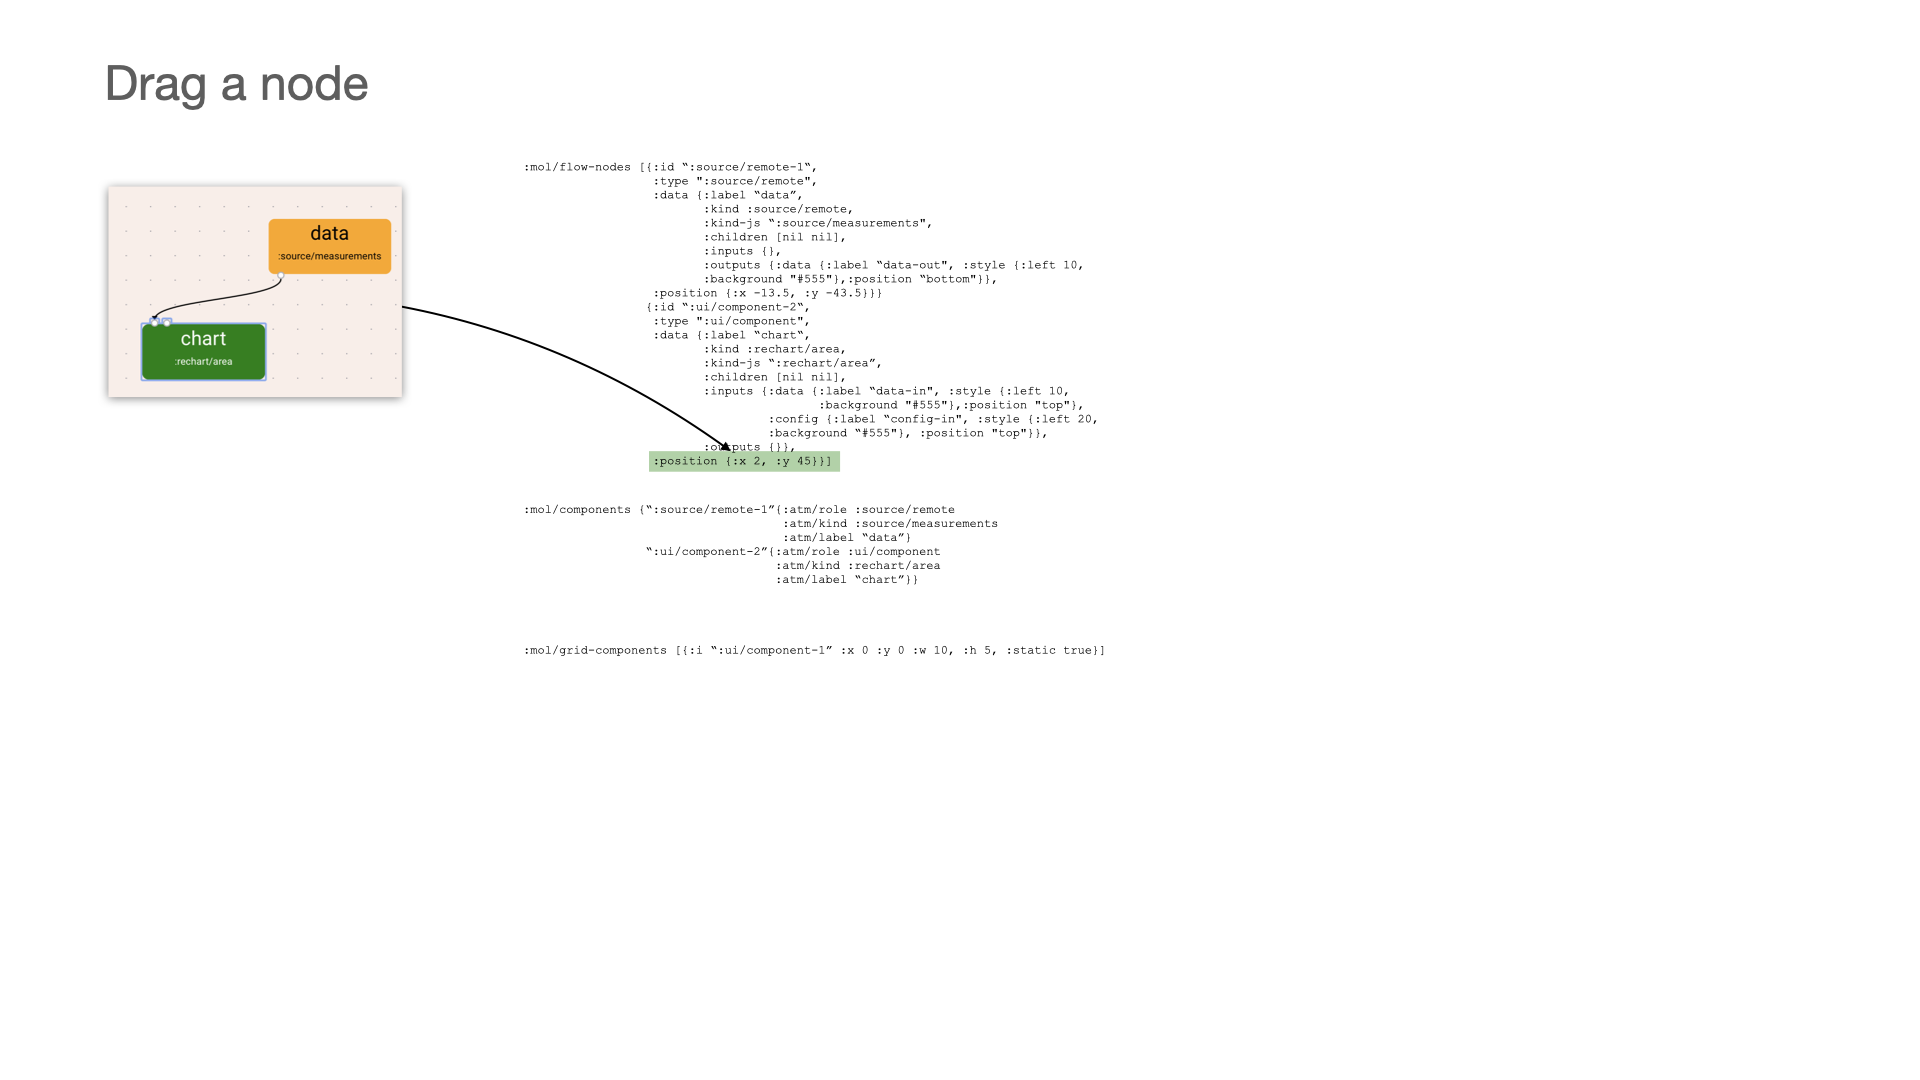 Drag a node
data
:source/measurements
chart
:rechart/area
:mol/flow-nodes [{:id “:source/remote-1“,
:type ":source/remote",
:data {:label “data”,
:kind :source/remote,
:kind-js “:source/measurements",
:children [nil nil],
:inputs {},
:outputs {:data {:label “data-out", :style {:left 10,
:background "#555"},:position “bottom"}},
:position {:x -13.5, :y -43.5}}}
{:id “:ui/component-2“,
:type ":ui/component",
:data {:label “chart“,
:kind :rechart/area,
:kind-js “:rechart/area”,
:children [nil nil],
:inputs {:data {:label “data-in", :style {:left 10,
:background "#555"},:position "top"},
:config {:label “config-in", :style {:left 20,
:background “#555"}, :position "top"}},
:outputs {}},
:position {:x 2, :y 45}}]
:mol/components {“:source/remote-1”{:atm/role :source/remote
:atm/kind :source/measurements
:atm/label “data”}
“:ui/component-2”{:atm/role :ui/component
:atm/kind :rechart/area
:atm/label “chart”}}
:mol/grid-components [{:i “:ui/component-1” :x 0 :y 0 :w 10, :h 5, :static true}]